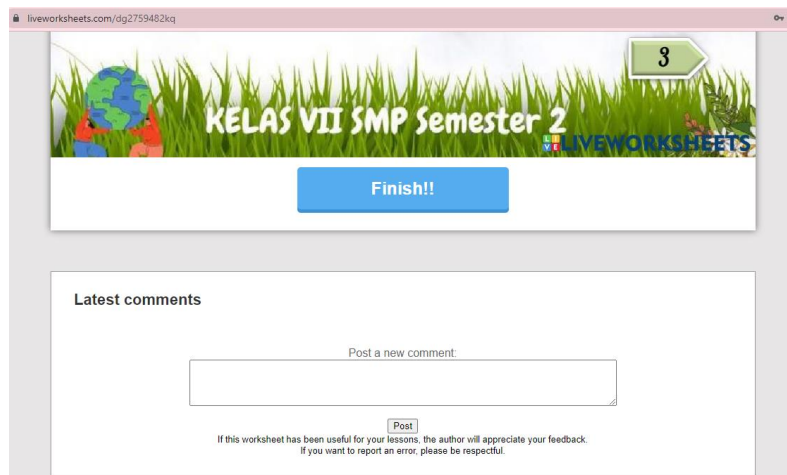 liveworksheets.com/dg2759482kq
3
KELAS VII SMP Semester 2
LIVEWORKSHEETS
Finish!!
Latest comments
Post a new comment:
Post
If this worksheet has been useful for your lessons, the author will appreciate your feedback.
If you want to report an error, please be respectful.